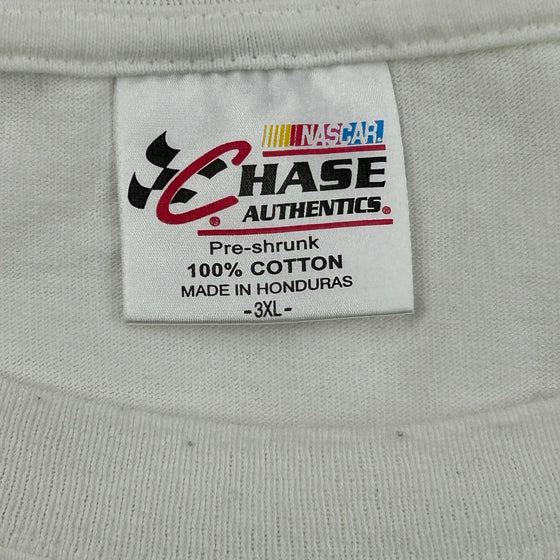 NASCAR.
CHASE
AUTHENTICS®
®
Pre-shrunk
100% COTTON
MADE IN HONDURAS
-3XL-